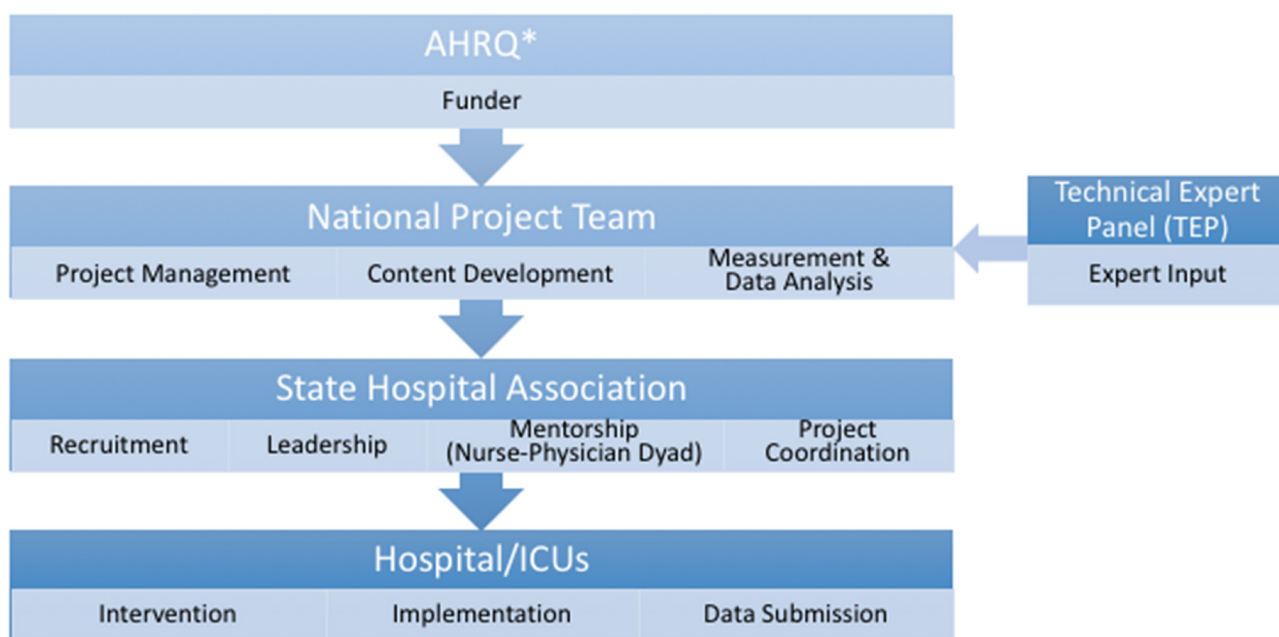 AHRQ*
Funder
National Project Team
Project Management
Content Development
Measurement &
Data Analysis
Technical Expert
Panel (TEP)
Expert Input
State Hospital Association
Recruitment
Leadership
Mentorship
(Nurse-Physician Dyad)
Project
Coordination
Hospital/ICUs
Intervention
Implementation
Data Submission